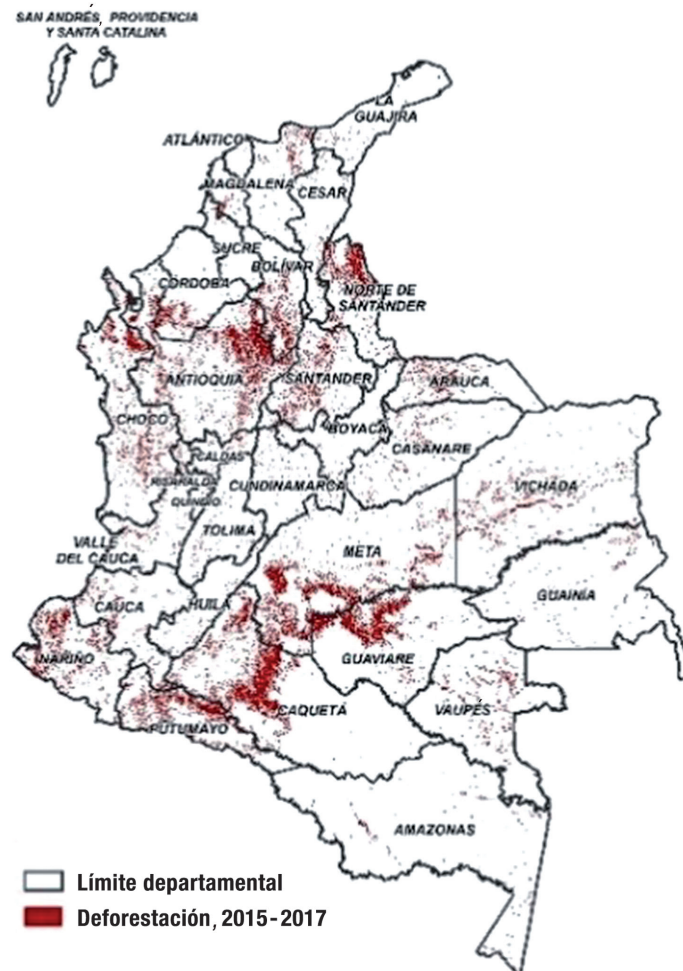 SAN ANDRÉS, PROVIDENCIA
Y SANTA CATALINA
LA
GUAJIRA
ATLÁNTICO
MAGDALENA
CESAR
SUCRE
BOLÍVAR
CÓRDOBA
NORTE DE
SANTANDER
ANTIOQUIA
SANTANDER
ARAUCA
CHOCÓ
BOYACÁ
CASANARE
CALDAS
RISARALDA
CUNDINAMARCA
VICHADA
QUINDÍO
TOLIMA
VALLE
DEL CAUCA
META
GUAINÍA
CAUCA
HUILA
NARIÑO
GUAVIARE
CAQUETÁ
VAUPÉS
PUTUMAYO
AMAZONAS
Límite departamental
Deforestación, 2015-2017